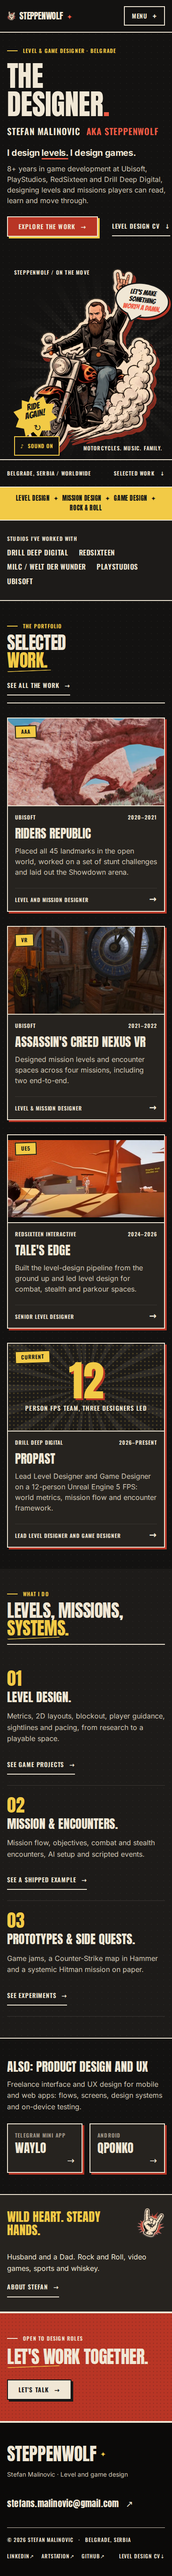 STEPPENWOLF
MENU
LEVEL & GAME DESIGNER · BELGRADE
THE
DESIGNER.
STEFAN MALINOVIC AKA STEPPENWOLF
I design levels. I design games.
8+ years in game development at Ubisoft,
PlayStudios, RedSixteen and Drill Deep Digital,
designing levels and missions players can read,
learn and move through.
EXPLORE THE WORK →
LEVEL DESIGN CV ↓
STEPPENWOLF / ON THE MOVE
LET'S MAKE
SOMETHING
WORTH A DAMN.
RIDE
AGAIN!
↻
♪ SOUND ON
MOTORCYCLES. MUSIC. FAMILY.
BELGRADE, SERBIA / WORLDWIDE
SELECTED WORK ↓
LEVEL DESIGN ✦ MISSION DESIGN ✦ GAME DESIGN ✦
ROCK & ROLL
STUDIOS I'VE WORKED WITH
DRILL DEEP DIGITAL REDSIXTEEN
MILC / WELT DER WUNDER PLAYSTUDIOS
UBISOFT
THE PORTFOLIO
SELECTED
WORK.
SEE ALL THE WORK →
AAA
UBISOFT 2020–2021
RIDERS REPUBLIC
Placed all 45 landmarks in the open
world, worked on a set of stunt challenges
and laid out the Showdown arena.
LEVEL AND MISSION DESIGNER →
VR
UBISOFT 2021–2022
ASSASSIN'S CREED NEXUS VR
Designed mission levels and encounter
spaces across four missions, including
two end-to-end.
LEVEL & MISSION DESIGNER →
UE5
REDSIXTEEN INTERACTIVE 2024–2026
TALE'S EDGE
Built the level-design pipeline from the
ground up and led level design for
combat, stealth and parkour spaces.
SENIOR LEVEL DESIGNER →
CURRENT
12
PERSON FPS TEAM, THREE DESIGNERS LED
DRILL DEEP DIGITAL 2026–PRESENT
PROPAST
Lead Level Designer and Game Designer
on a 12-person Unreal Engine 5 FPS:
world metrics, mission flow and encounter
framework.
LEAD LEVEL DESIGNER AND GAME DESIGNER →
WHAT I DO
LEVELS, MISSIONS,
SYSTEMS.
01
LEVEL DESIGN.
Metrics, 2D layouts, blockout, player guidance,
sightlines and pacing, from research to a
playable space.
SEE GAME PROJECTS →
02
MISSION & ENCOUNTERS.
Mission flow, objectives, combat and stealth
encounters, AI setup and scripted events.
SEE A SHIPPED EXAMPLE →
03
PROTOTYPES & SIDE QUESTS.
Game jams, a Counter-Strike map in Hammer
and a systemic Hitman mission on paper.
SEE EXPERIMENTS →
ALSO: PRODUCT DESIGN AND UX
Freelance interface and UX design for mobile
and web apps: flows, screens, design systems
and on-device testing.
TELEGRAM MINI APP
WAYLO
→
ANDROID
QPONKO
→
WILD HEART. STEADY
HANDS.
Husband and a Dad. Rock and Roll, video
games, sports and whiskey.
ABOUT STEFAN →
OPEN TO DESIGN ROLES
LET'S WORK TOGETHER.
LET'S TALK →
STEPPENWOLF
Stefan Malinovic · Level and game design
stefans.malinovic@gmail.com ↗
© 2026 STEFAN MALINOVIC · BELGRADE, SERBIA
LINKEDIN↗ ARTSTATION↗ GITHUB↗ LEVEL DESIGN CV↓